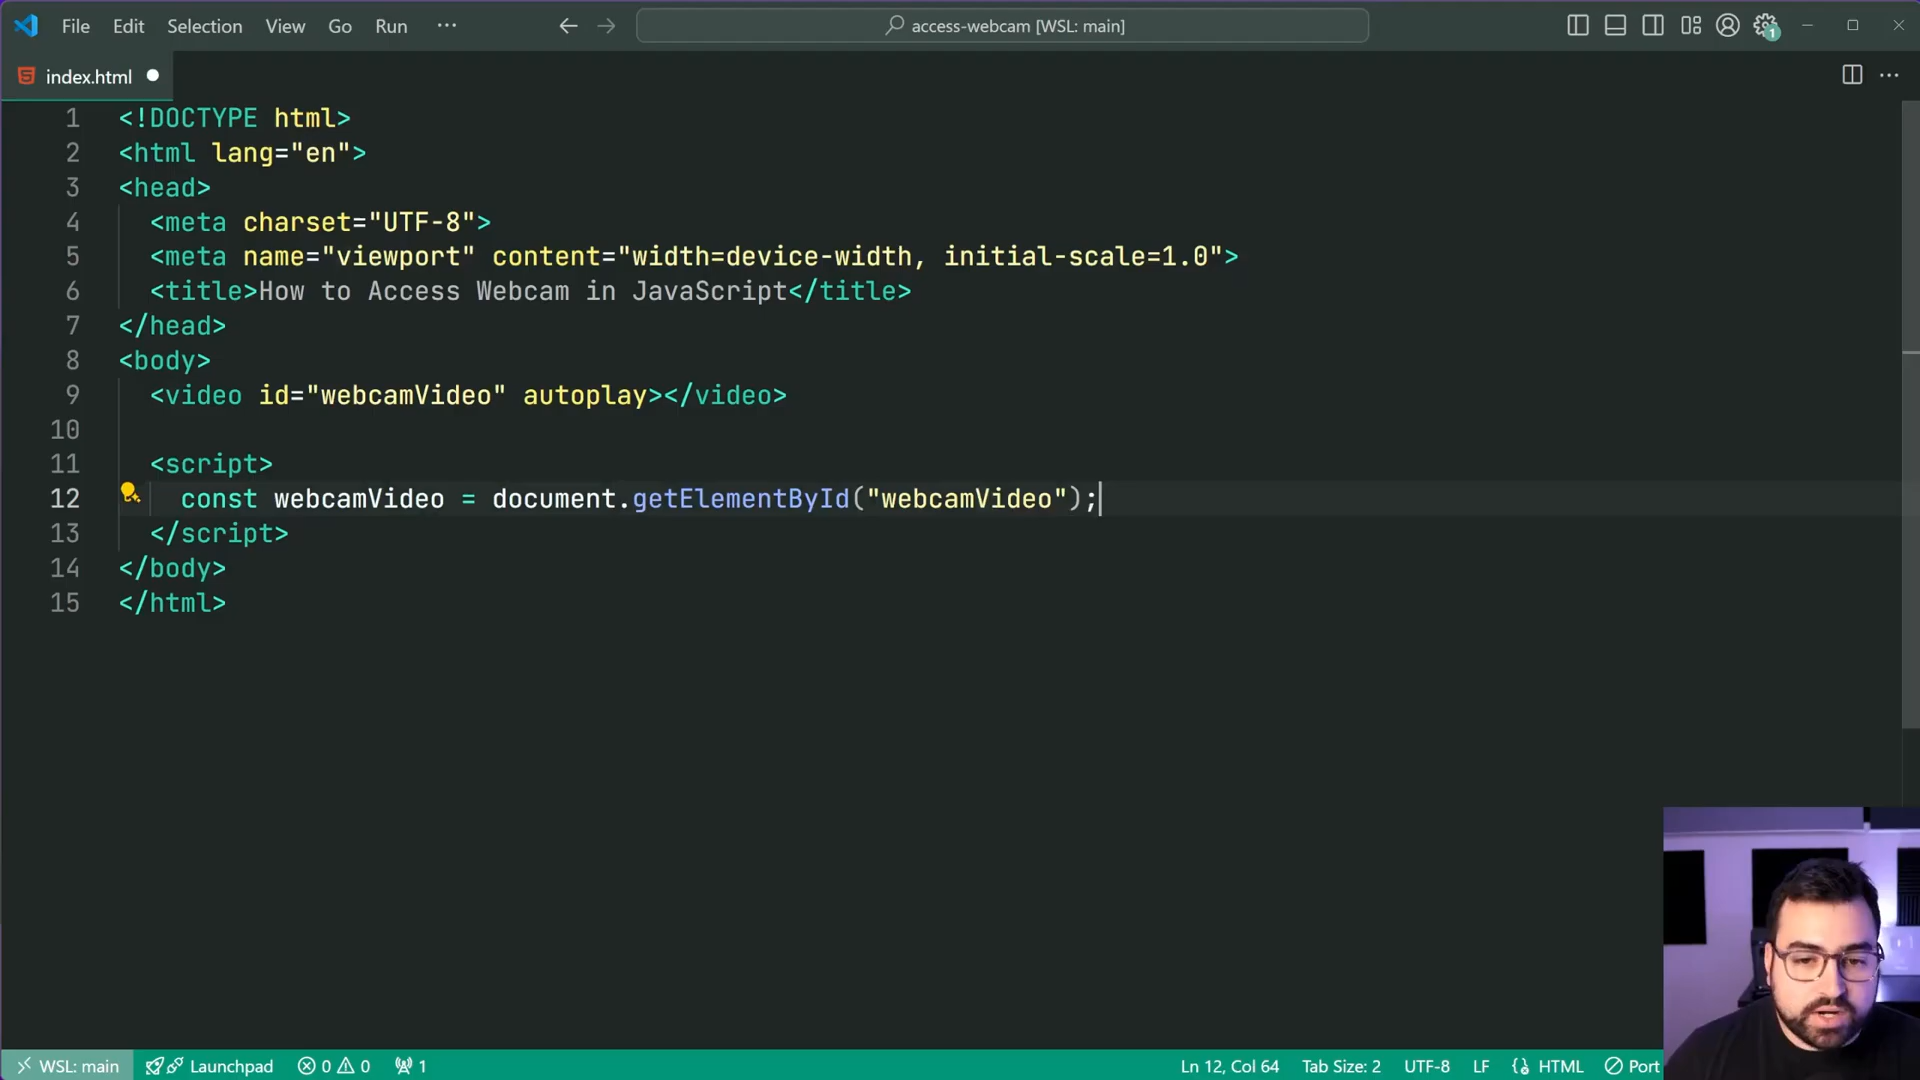 File Edit Selection View Go Run ··· access-webcam [WSL: main] 1
index.html
1 <!DOCTYPE html>
2 <html lang="en">
3 <head>
4 <meta charset="UTF-8">
5 <meta name="viewport" content="width=device-width, initial-scale=1.0">
6 <title>How to Access Webcam in JavaScript</title>
7 </head>
8 <body>
9 <video id="webcamVideo" autoplay></video>
10
11 <script>
12 const webcamVideo = document.getElementById("webcamVideo");
13 </script>
14 </body>
15 </html>
WSL: main Launchpad 0 0 1 Ln 12, Col 64 Tab Size: 2 UTF-8 LF {} HTML Port